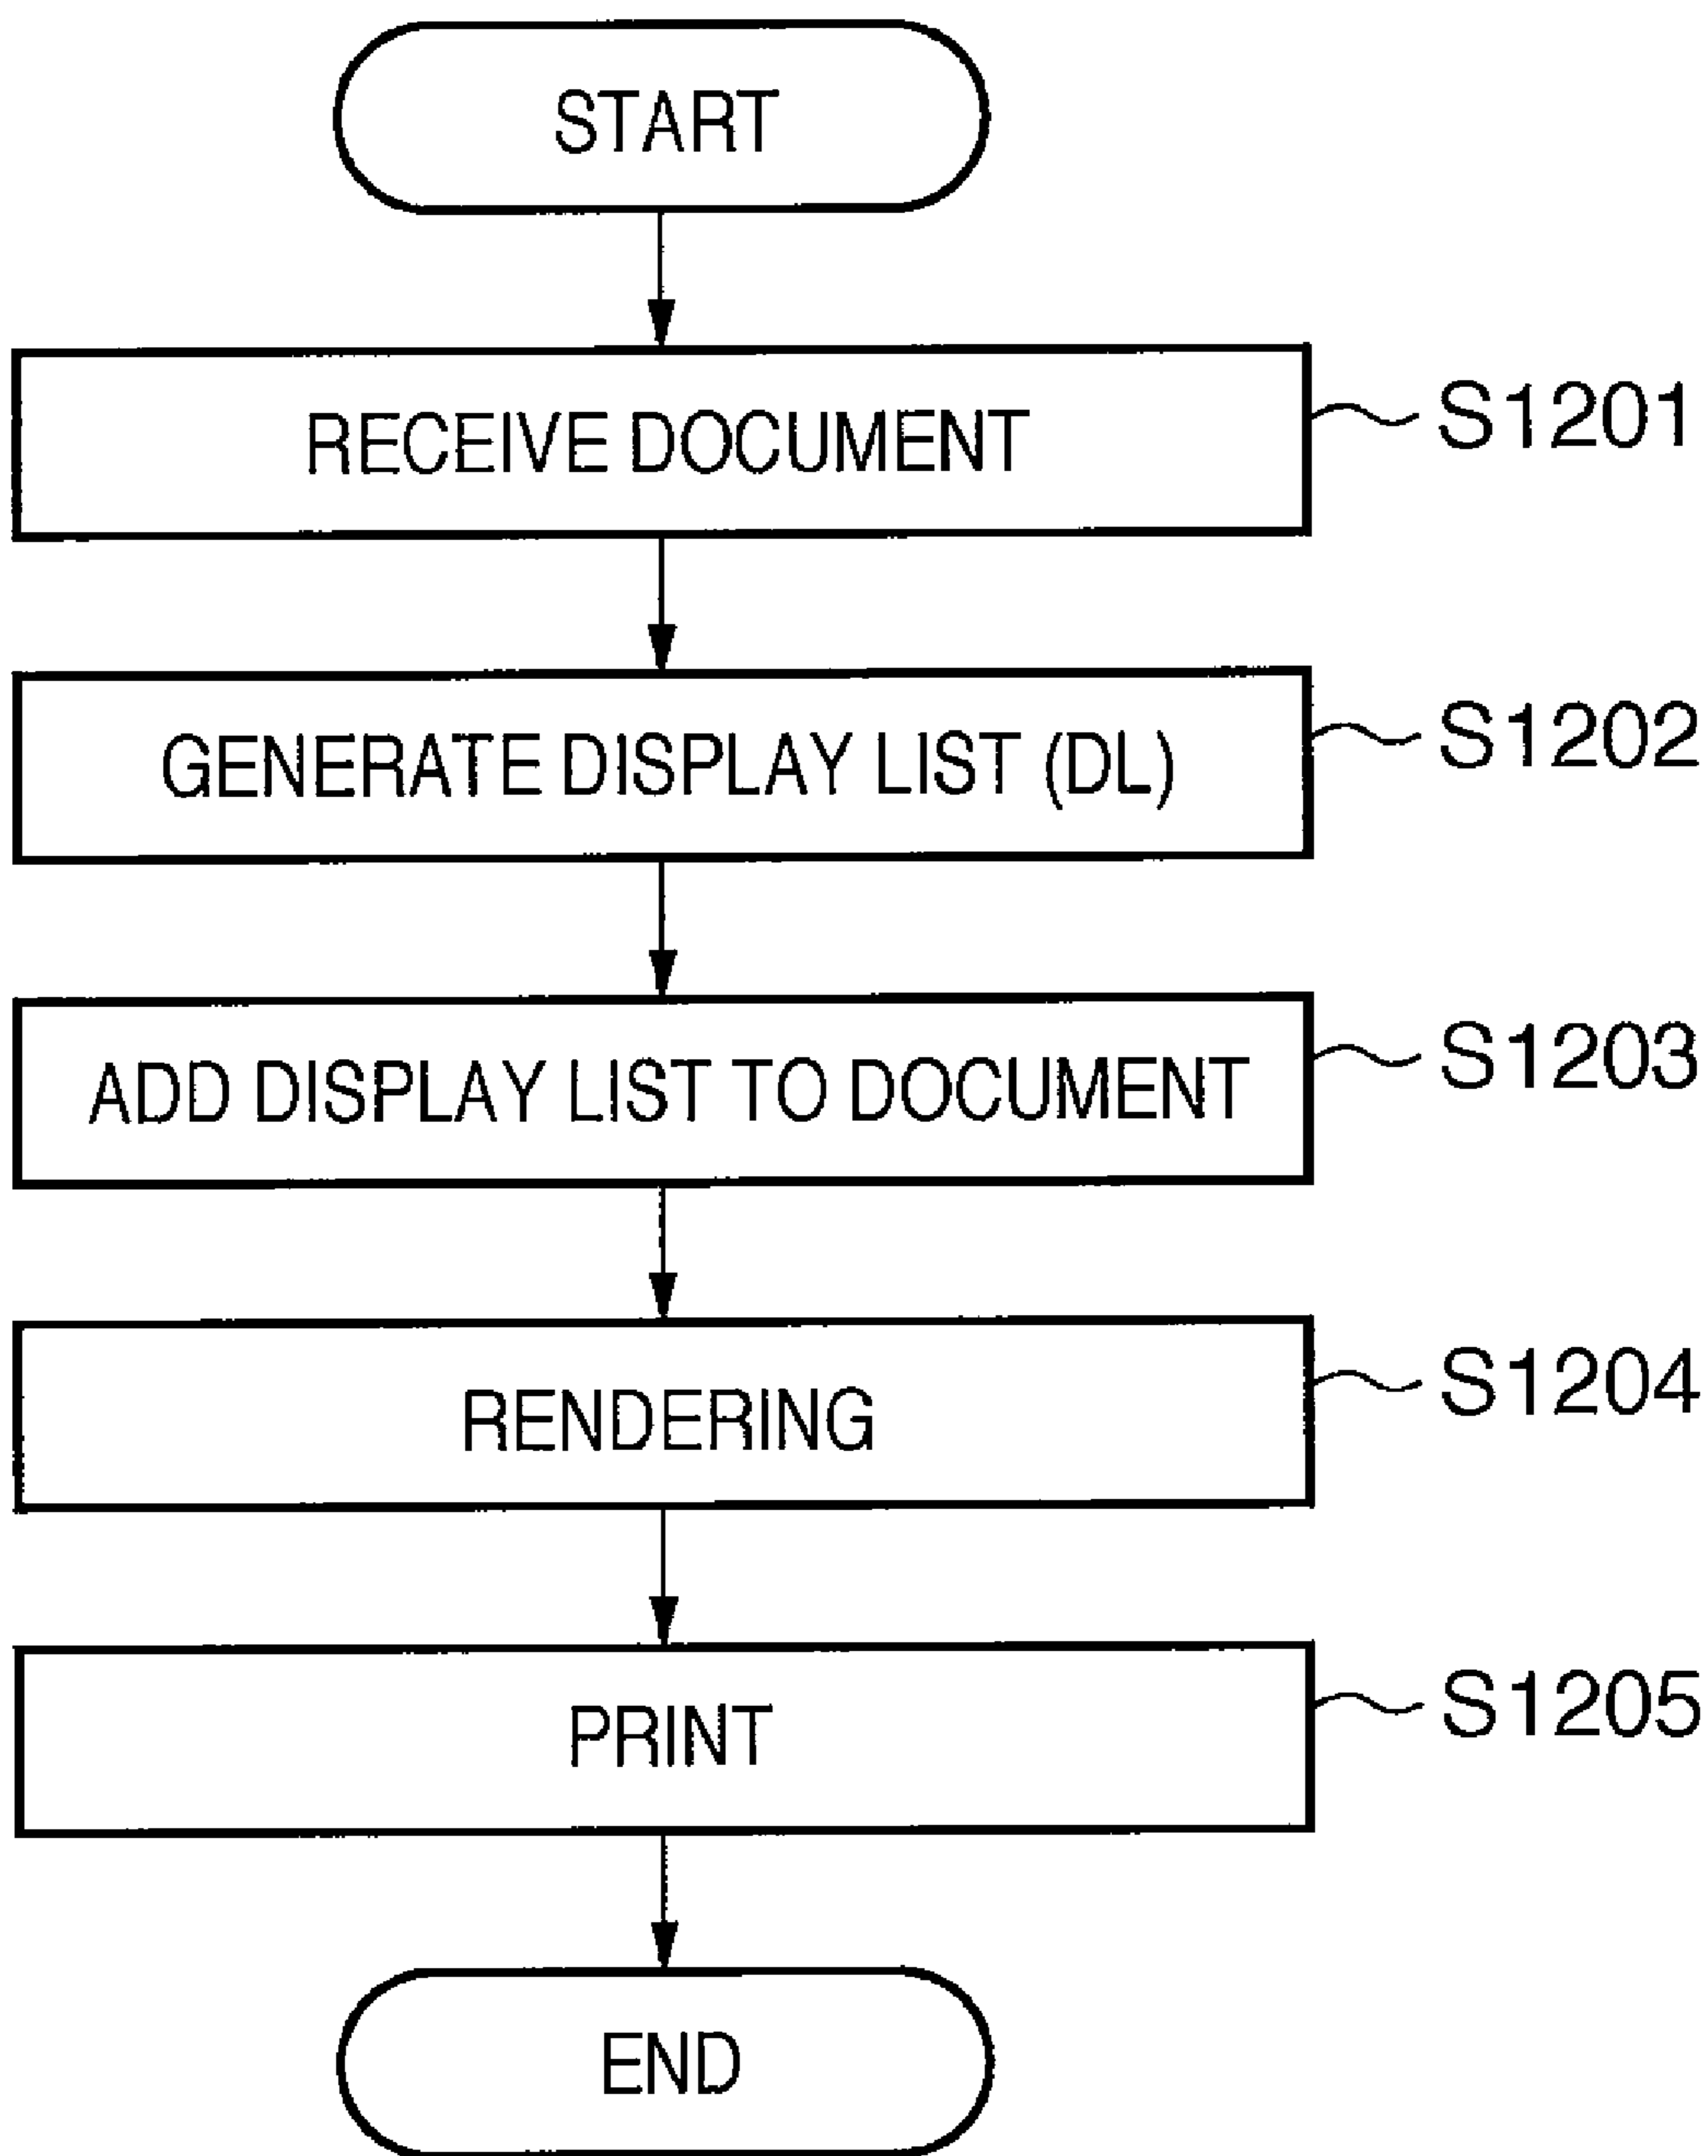 START
RECEIVE DOCUMENT
S1201
GENERATE DISPLAY LIST (DL)
S1202
ADD DISPLAY LIST TO DOCUMENT
S1203
RENDERING
S1204
PRINT
S1205
END